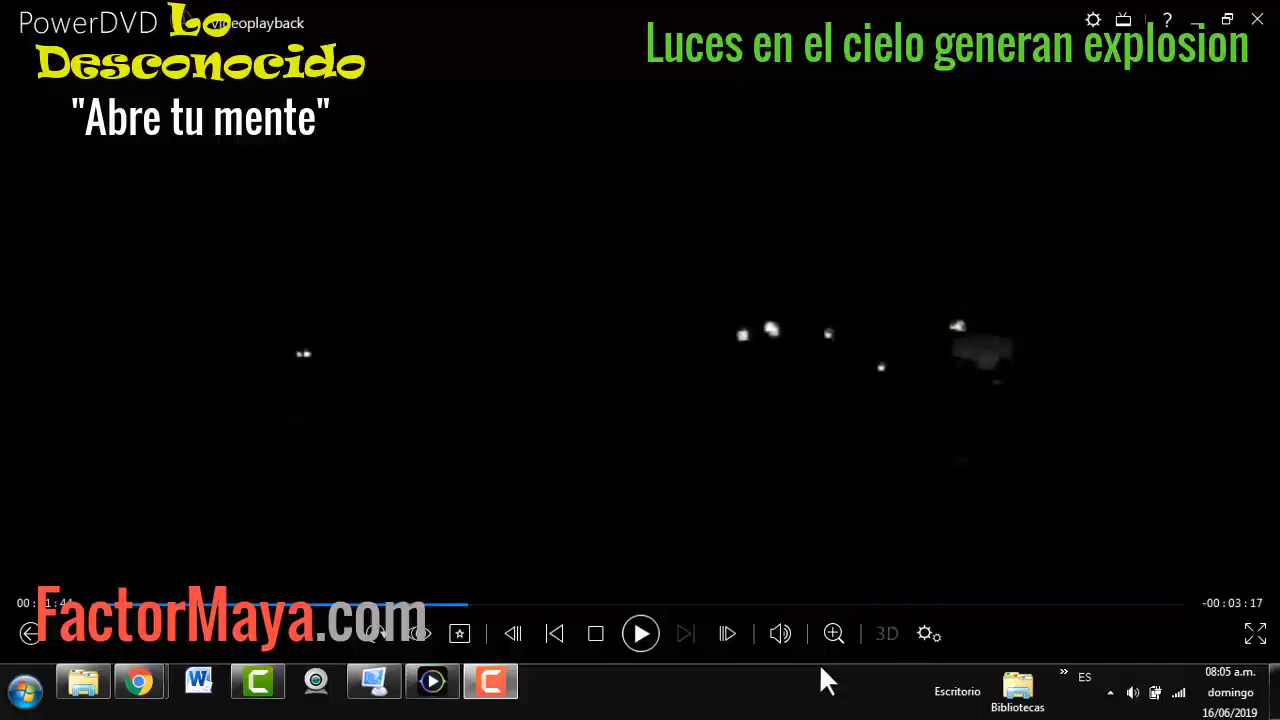 PowerDVD
Videoplayback
Lo
Desconocido
"Abre tu mente"
Luces en el cielo generan explosion
FactorMaya.com
-00:03:17
3D
Escritorio
Bibliotecas
ES
08:05 a.m.
domingo
16/06/2019